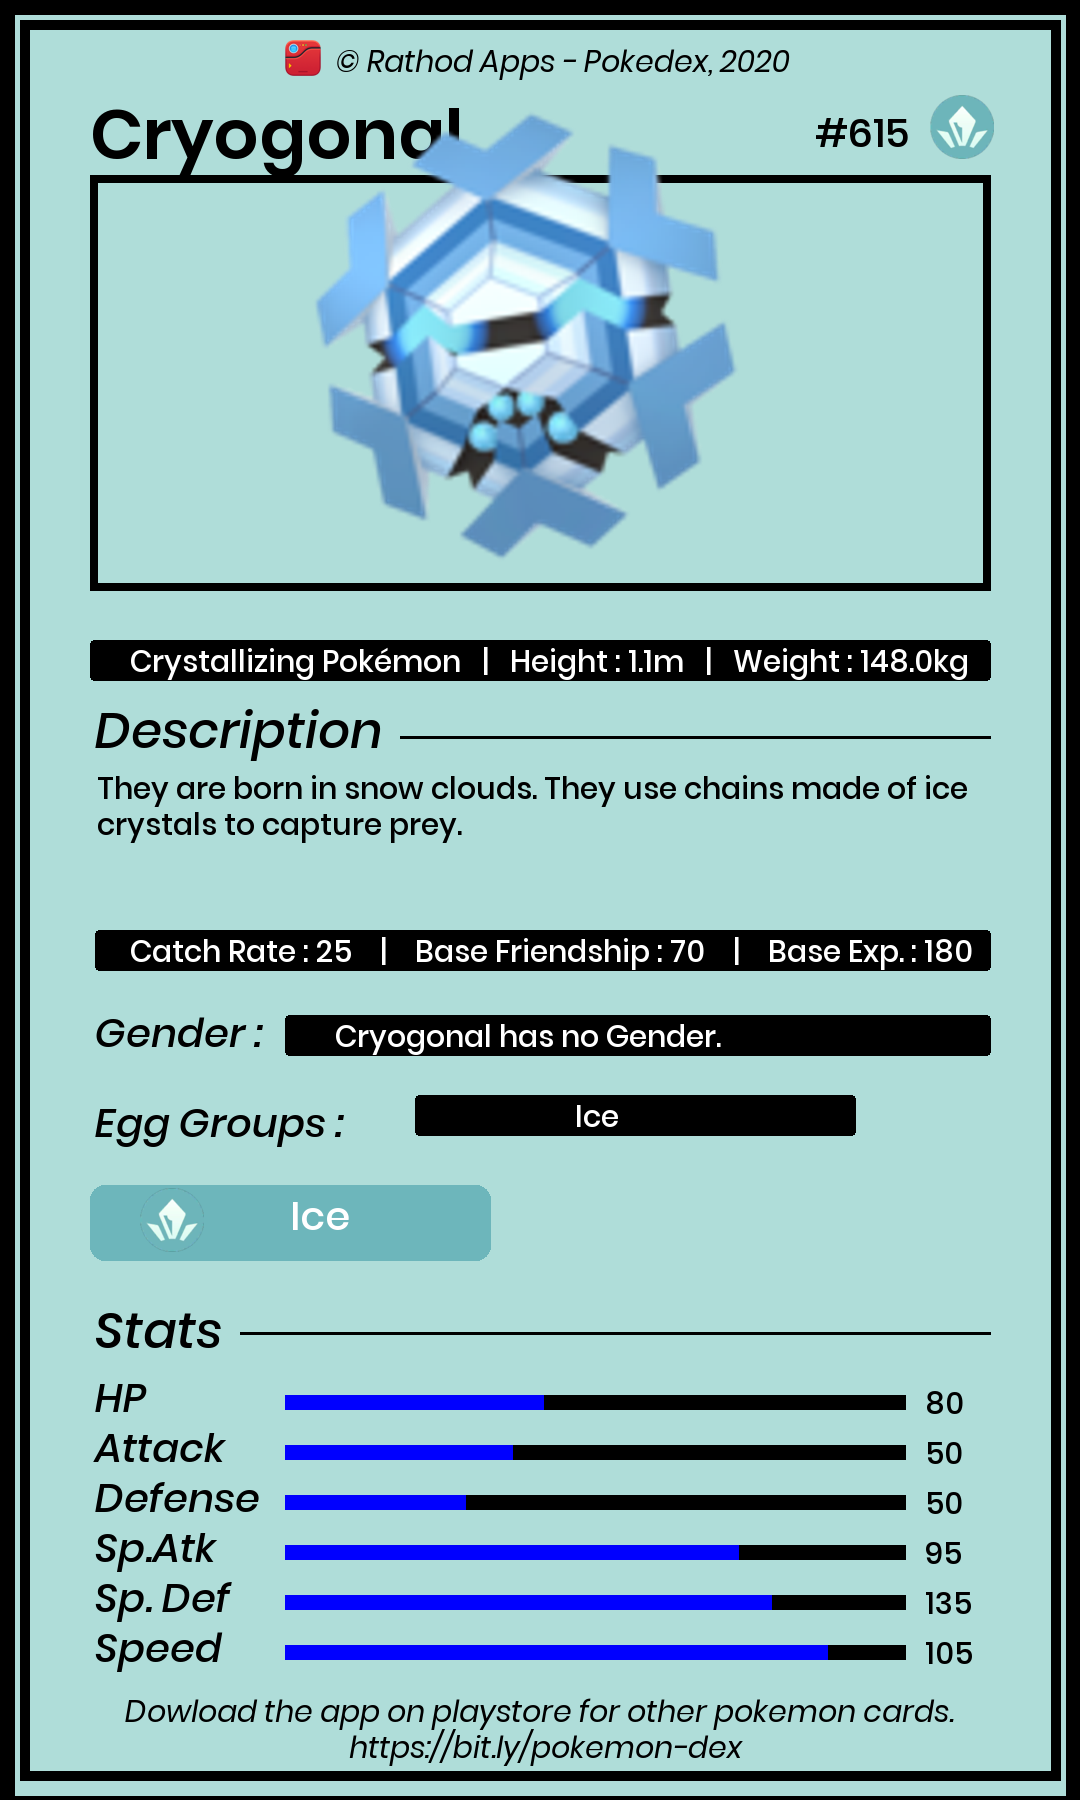 © Rathod Apps - Pokedex, 2020
Cryogonal
#615
Crystallizing Pokémon | Height : 1.1m | Weight : 148.0kg
Description
They are born in snow clouds. They use chains made of ice
crystals to capture prey.
Catch Rate : 25 | Base Friendship : 70 | Base Exp. : 180
Gender : Cryogonal has no Gender.
Egg Groups : Ice
Ice
Stats
HP 80
Attack 50
Defense 50
Sp.Atk 95
Sp. Def 135
Speed 105
Dowload the app on playstore for other pokemon cards.
https://bit.ly/pokemon-dex